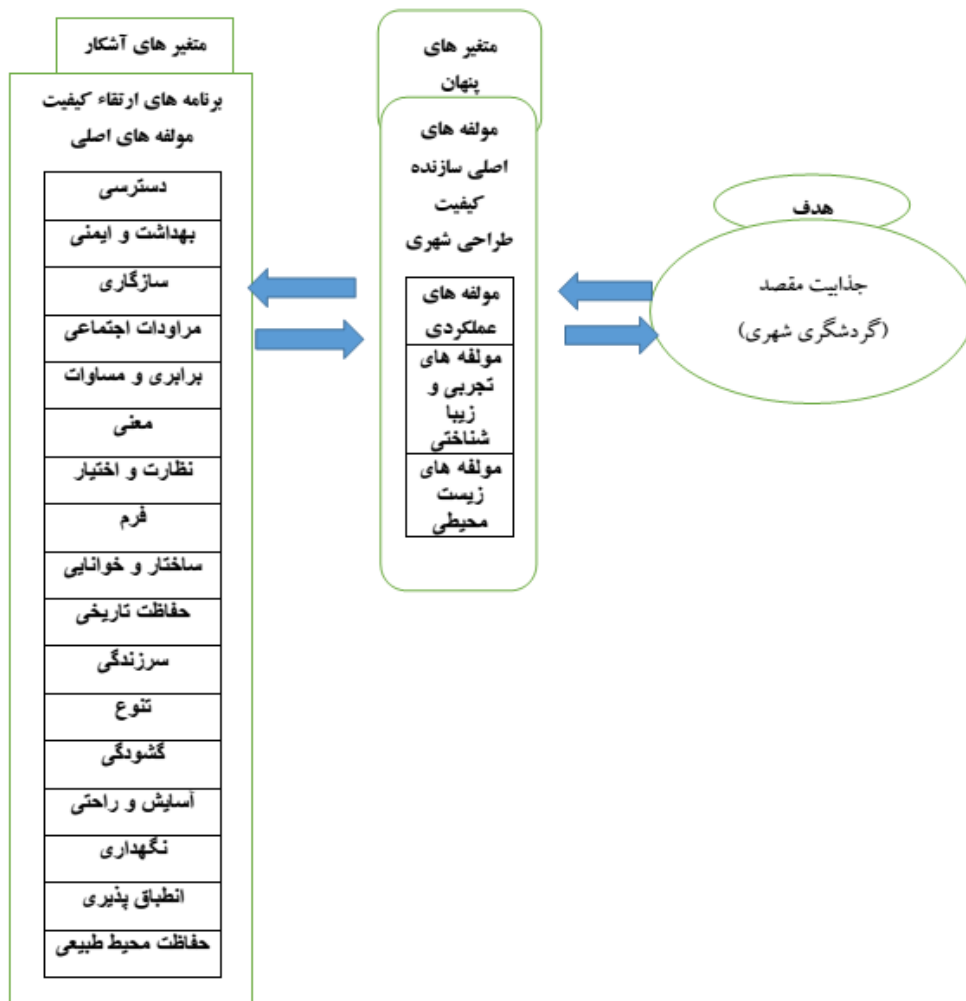 هدف
جذابیت مقصد
(گردشگری شهری)
متغیر های
پنهان
مولفه های
اصلی سازنده
کیفیت
طراحی شهری
مولفه های
عملکردی
مولفه های
تجربی و
زیبا
شناختی
مولفه های
زیست
محیطی
متغیر های آشکار
برنامه های ارتقاء کیفیت
مولفه های اصلی
دسترسی
بهداشت و ایمنی
سازگاری
مراودات اجتماعی
برابری و مساوات
معنی
نظارت و اختیار
فرم
ساختار و خوانایی
حفاظت تاریخی
سرزندگی
تنوع
گشودگی
آسایش و راحتی
نگهداری
انطباق پذیری
حفاظت محیط طبیعی